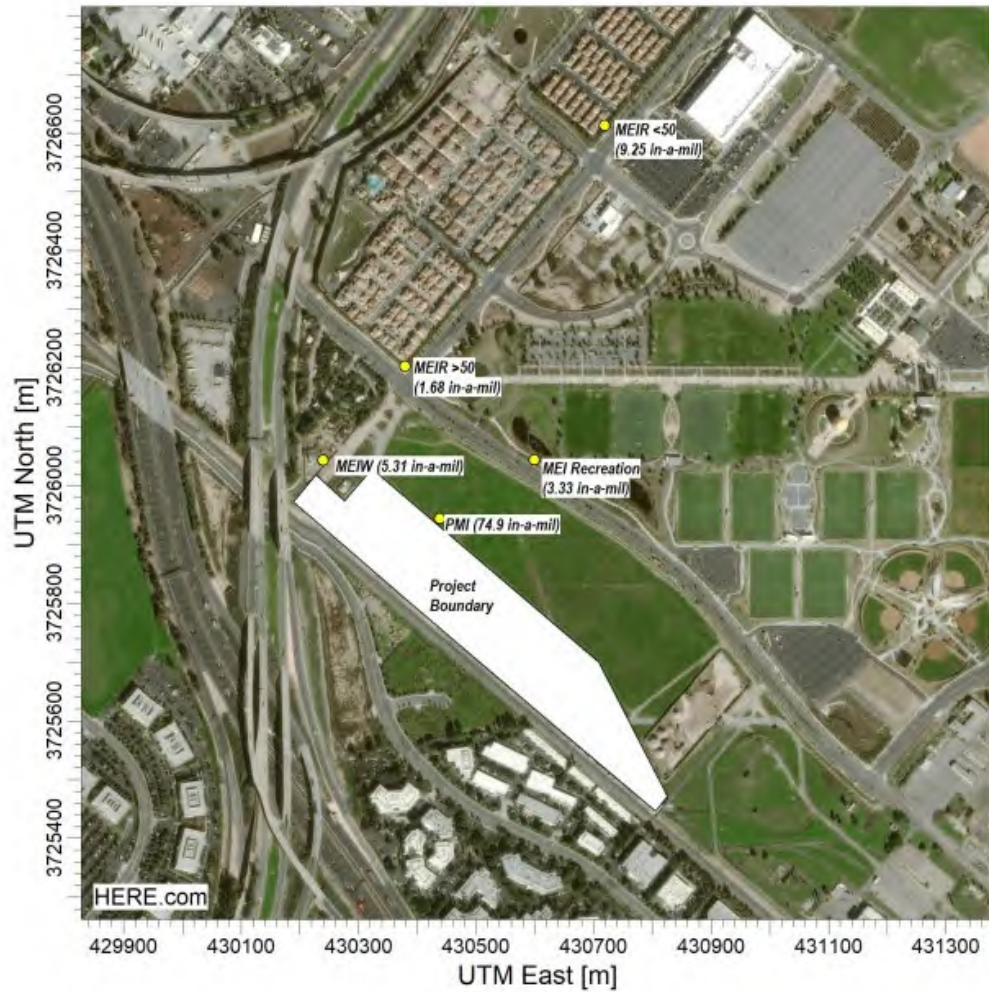 MEIR <50
(9.25 in-a-mil)
MEIR >50
(1.68 in-a-mil)
MEIW (5.31 in-a-mil)
MEI Recreation
(3.33 in-a-mil)
PMI (74.9 in-a-mil)
Project
Boundary
HERE.com
UTM North [m]
3726600
3726400
3726200
3726000
3725800
3725600
3725400
429900 430100 430300 430500 430700 430900 431100 431300
UTM East [m]